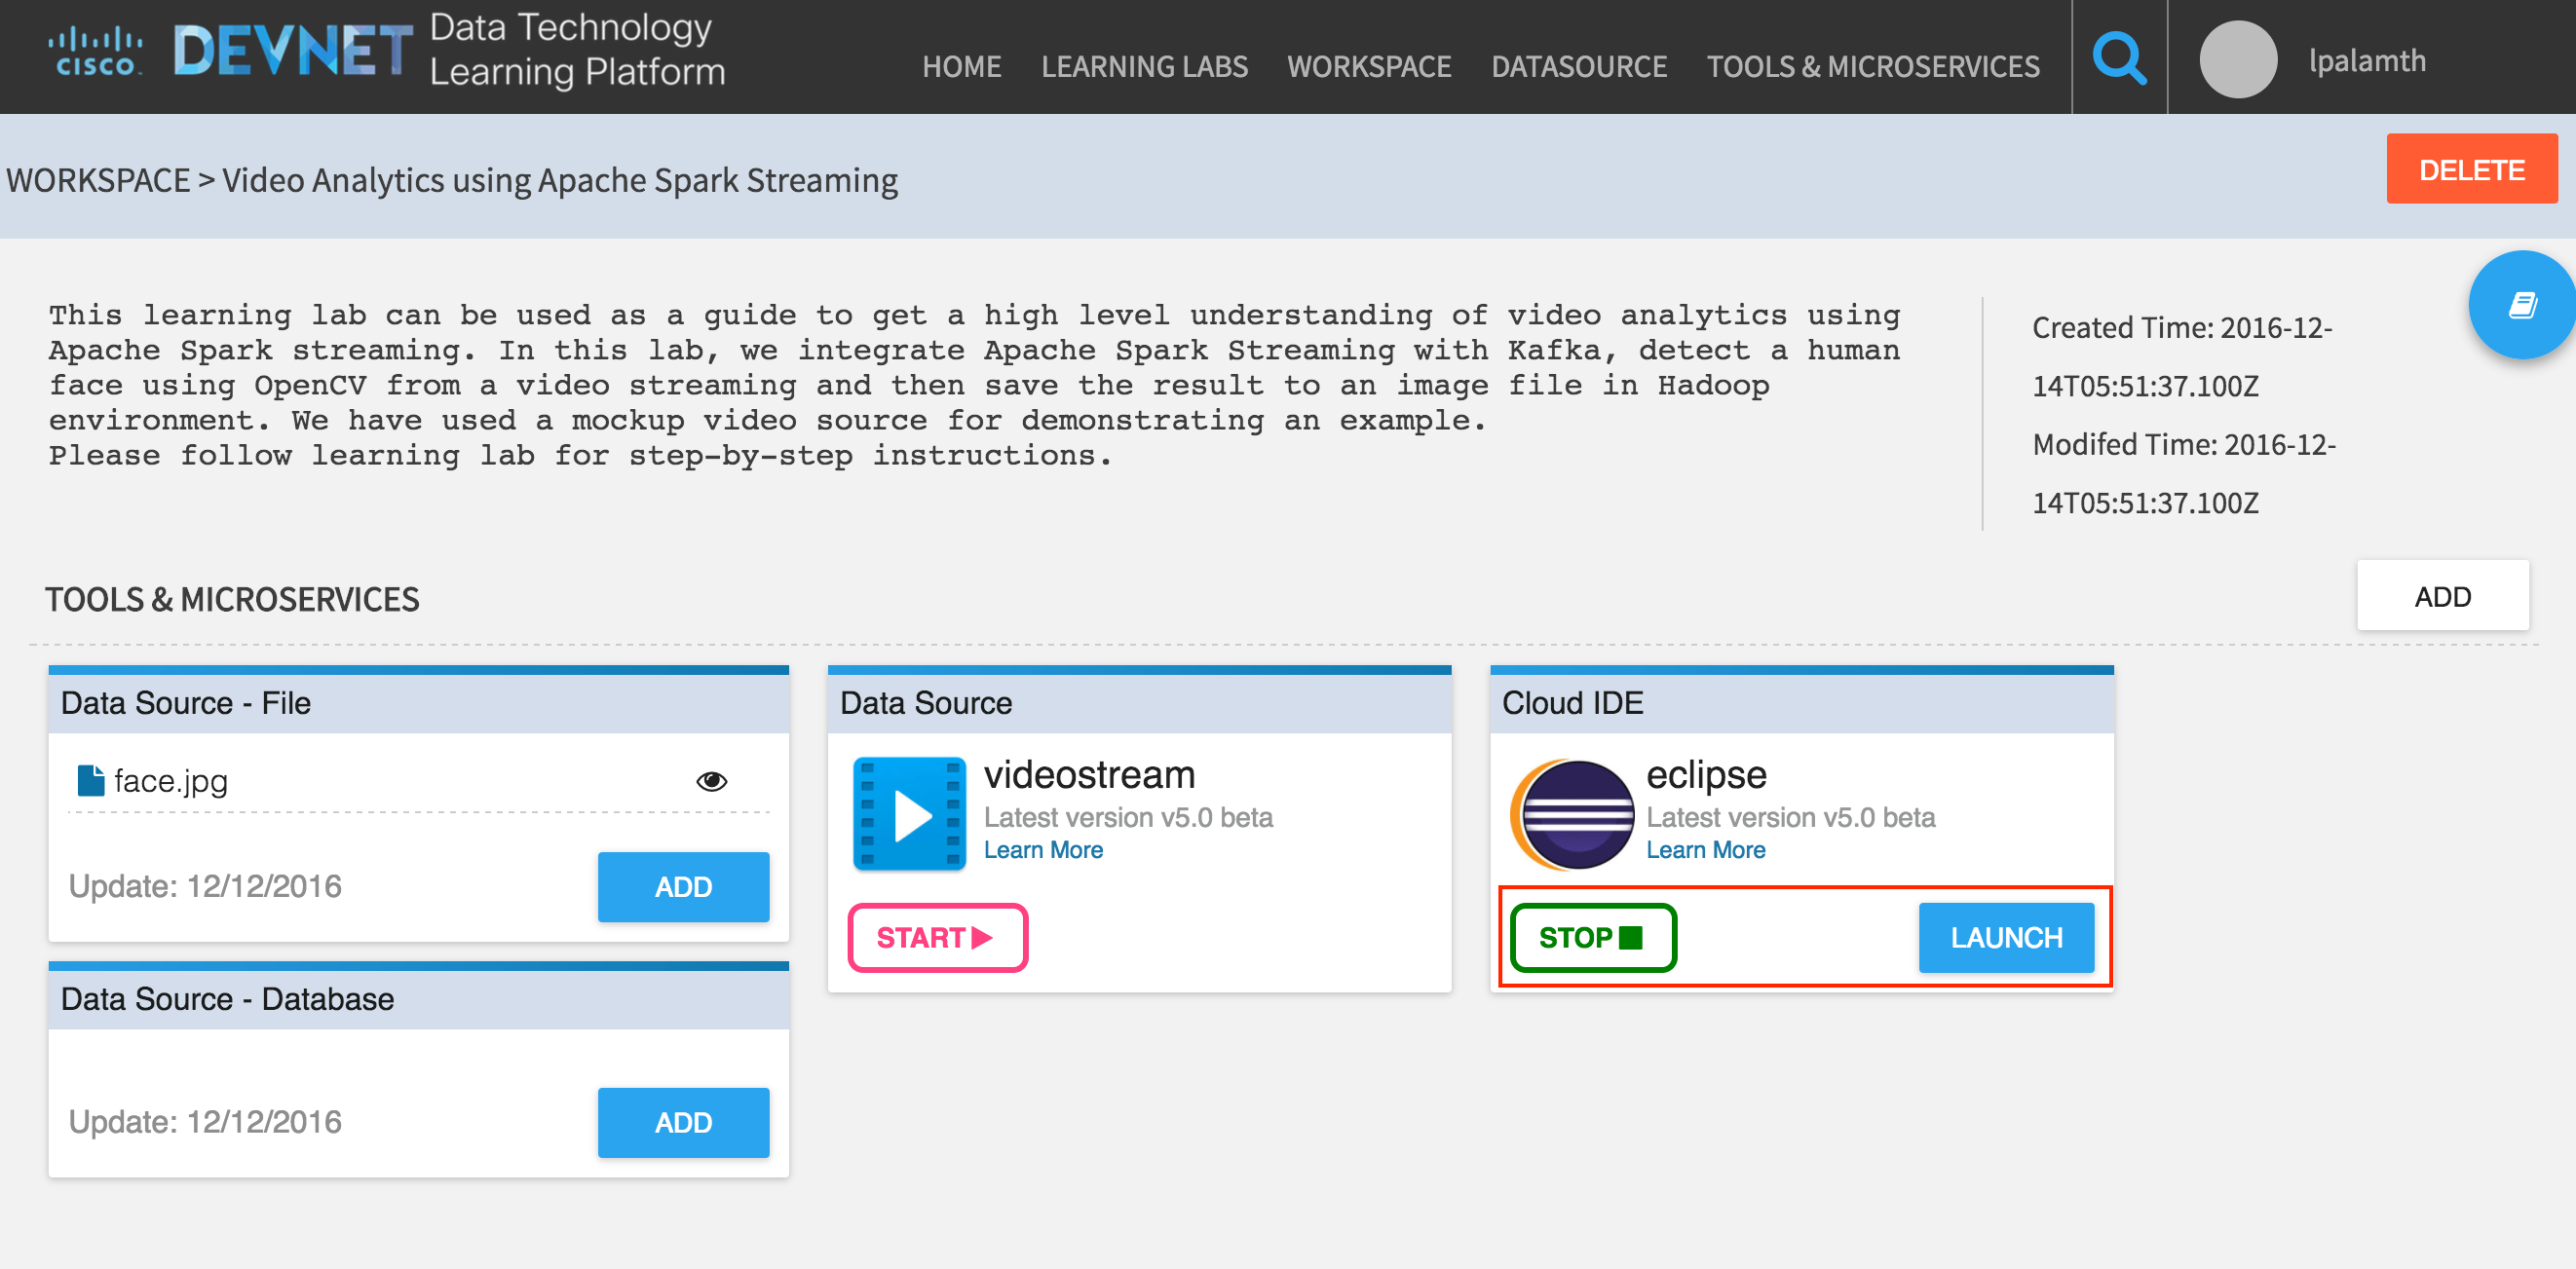 CISCO
DEVNET
Data Technology
Learning Platform
HOME LEARNING LABS WORKSPACE DATASOURCE TOOLS & MICROSERVICES
lpalamth
WORKSPACE > Video Analytics using Apache Spark Streaming
DELETE
This learning lab can be used as a guide to get a high level understanding of video analytics using
Apache Spark streaming. In this lab, we integrate Apache Spark Streaming with Kafka, detect a human
face using OpenCV from a video streaming and then save the result to an image file in Hadoop
environment. We have used a mockup video source for demonstrating an example.
Please follow learning lab for step-by-step instructions.
Created Time: 2016-12-
14T05:51:37.100Z
Modifed Time: 2016-12-
14T05:51:37.100Z
TOOLS & MICROSERVICES
ADD
Data Source - File
face.jpg
Update: 12/12/2016
ADD
Data Source - Database
Update: 12/12/2016
ADD
Data Source
videostream
Latest version v5.0 beta
Learn More
START
Cloud IDE
eclipse
Latest version v5.0 beta
Learn More
STOP
LAUNCH